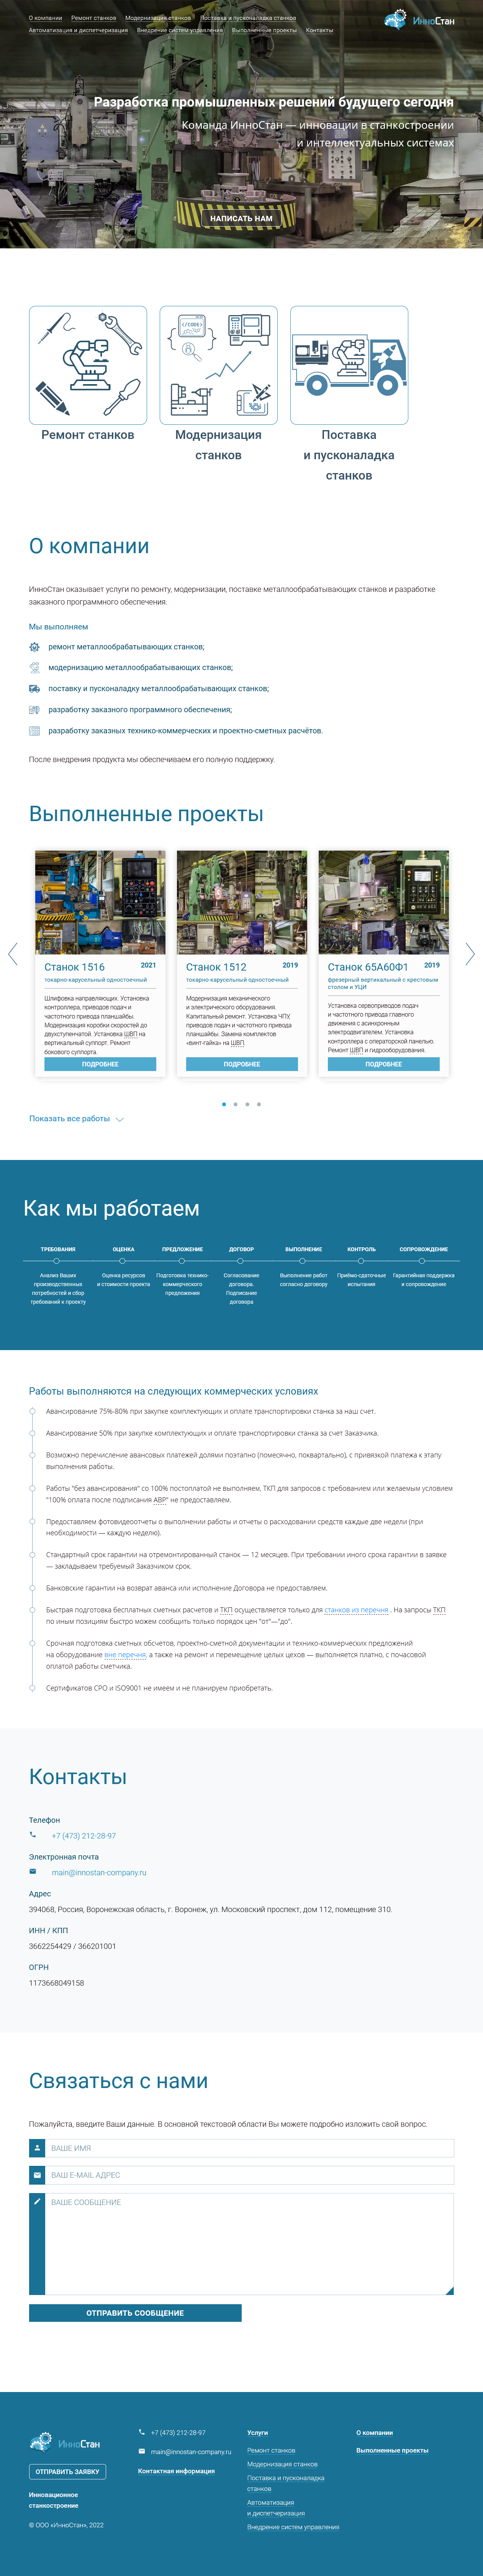 О компании Ремонт станков Модернизация станков Поставка и пусконаладка станков
Автоматизация и диспетчеризация Внедрение систем управления Выполненные проекты Контакты
ИнноСтан
Разработка промышленных решений будущего сегодня
Команда ИнноСтан — инновации в станкостроении
и интеллектуальных системах
НАПИСАТЬ НАМ
</CODE>
Ремонт станков
Модернизация
станков
Поставка
и пусконаладка
станков
О компании
ИнноСтан оказывает услуги по ремонту, модернизации, поставке металлообрабатывающих станков и разработке
заказного программного обеспечения.
Мы выполняем
ремонт металлообрабатывающих станков;
модернизацию металлообрабатывающих станков;
поставку и пусконаладку металлообрабатывающих станков;
разработку заказного программного обеспечения;
разработку заказных технико-коммерческих и проектно-сметных расчётов.
После внедрения продукта мы обеспечиваем его полную поддержку.
Выполненные проекты
Станок 1516 2021
токарно-карусельный одностоечный
Шлифовка направляющих. Установка
контроллера, приводов подач и
частотного привода планшайбы.
Модернизация коробки скоростей до
двухступенчатой. Установка ШВП на
вертикальный суппорт. Ремонт
бокового суппорта.
ПОДРОБНЕЕ
Станок 1512 2019
токарно-карусельный одностоечный
Модернизация механического
и электрического оборудования.
Капитальный ремонт. Установка ЧПУ,
приводов подач и частотного привода
планшайбы. Замена комплектов
«винт-гайка» на ШВП.
ПОДРОБНЕЕ
Станок 65А60Ф1 2019
фрезерный вертикальный с крестовым
столом и УЦИ
Установка сервоприводов подач
и частотного привода главного
движения с асинхронным
электродвигателем. Установка
контроллера с операторской панелью.
Ремонт ШВП и гидрооборудования.
ПОДРОБНЕЕ
Показать все работы
Как мы работаем
ТРЕБОВАНИЯ
Анализ Ваших
производственных
потребностей и сбор
требований к проекту
ОЦЕНКА
Оценка ресурсов
и стоимости проекта
ПРЕДЛОЖЕНИЕ
Подготовка технико-
коммерческого
предложения
ДОГОВОР
Согласование
договора.
Подписание
договора
ВЫПОЛНЕНИЕ
Выполнение работ
согласно договору
КОНТРОЛЬ
Приёмо-сдаточные
испытания
СОПРОВОЖДЕНИЕ
Гарантийная поддержка
и сопровождение
Работы выполняются на следующих коммерческих условиях
Авансирование 75%-80% при закупке комплектующих и оплате транспортировки станка за наш счет.
Авансирование 50% при закупке комплектующих и оплате транспортировки станка за счет Заказчика.
Возможно перечисление авансовых платежей долями поэтапно (помесячно, поквартально), с привязкой платежа к этапу
выполнения работы.
Работы "без авансирования" со 100% постоплатой не выполняем, ТКП для запросов с требованием или желаемым условием
"100% оплата после подписания АВР" не предоставляем.
Предоставляем фотовидеоотчеты о выполнении работы и отчеты о расходовании средств каждые две недели (при
необходимости — каждую неделю).
Стандартный срок гарантии на отремонтированный станок — 12 месяцев. При требовании иного срока гарантии в заявке
— закладываем требуемый Заказчиком срок.
Банковские гарантии на возврат аванса или исполнение Договора не предоставляем.
Быстрая подготовка бесплатных сметных расчетов и ТКП осуществляется только для станков из перечня . На запросы ТКП
по иным позициям быстро можем сообщить только порядок цен "от"—"до".
Срочная подготовка сметных обсчетов, проектно-сметной документации и технико-коммерческих предложений
на оборудование вне перечня, а также на ремонт и перемещение целых цехов — выполняется платно, с почасовой
оплатой работы сметчика.
Сертификатов СРО и ISO9001 не имеем и не планируем приобретать.
Контакты
Телефон
+7 (473) 212-28-97
Электронная почта
main@innostan-company.ru
Адрес
394068, Россия, Воронежская область, г. Воронеж, ул. Московский проспект, дом 112, помещение 310.
ИНН / КПП
3662254429 / 366201001
ОГРН
1173668049158
Связаться с нами
Пожалуйста, введите Ваши данные. В основной текстовой области Вы можете подробно изложить свой вопрос.
ВАШЕ ИМЯ
ВАШ E-MAIL АДРЕС
ВАШЕ СООБЩЕНИЕ
ОТПРАВИТЬ СООБЩЕНИЕ
ИнноСтан
ОТПРАВИТЬ ЗАЯВКУ
Инновационное
станкостроение
© ООО «ИнноСтан», 2022
+7 (473) 212-28-97
main@innostan-company.ru
Контактная информация
Услуги
Ремонт станков
Модернизация станков
Поставка и пусконаладка
станков
Автоматизация
и диспетчеризация
Внедрение систем управления
О компании
Выполненные проекты